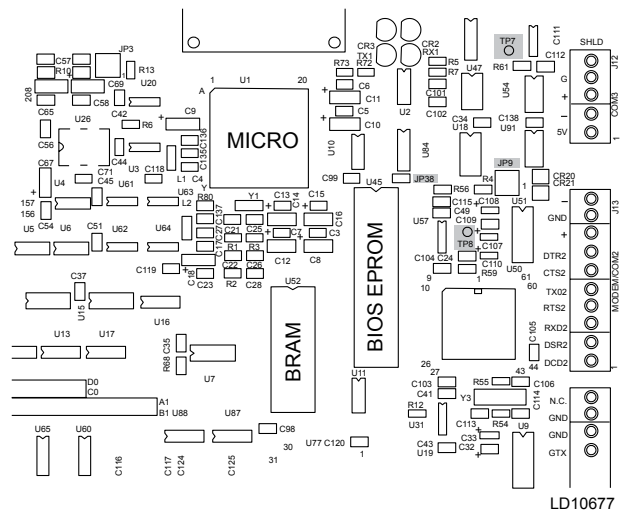 JP3
C57
R10
R13
208
C69
C65
C58
C42
U20
U26
R6
C9
C56
C44
C136
C135
U3
C67
C71
C45
C118
L1
C4
U4
U61
U63
157
156
C54
L2
R80
U5
U6
C51
U62
U64
C137
C27
C17
C119
C18
C23
A
U1
20
MICRO
Y
Y1
C13
C14
C15
C16
C21
C25
C7
C3
R1
R3
C12
C8
C22
C26
R2
C28
CR3
TX1
CR2
RX1
R73
R72
C6
C11
C5
C10
U2
U10
U84
C99
U45
JP38
BIOS EPROM
R5
R7
C101
C102
U47
TP7
R61
C111
C112
U54
C34
U18
C138
U91
JP9
1
R4
R56
CR20
CR21
C115
C49
C108
U51
U57
C109
TP8
C107
C104
C24
C110
R59
U50
61
60
9
10
1
SHLD
J12
G
+
−
5V
COM3
1
J13
−
GND
+
DTR2
CTS2
TX02
RTS2
RXD2
DSR2
DCD2
MODEM/COM2
1
N.C.
GND
GND
GTX
C37
U15
U16
U13
U17
C35
R68
U7
U52
BRAM
D0
C0
A1
B1
U88
U87
U65
U60
C116
C117
C124
C125
C98
30
31
U77
C120
1
U11
26
27
43
44
C105
C103
C41
R55
C106
Y3
C114
R12
U31
C113
R54
C33
C43
U19
C32
U9
LD10677